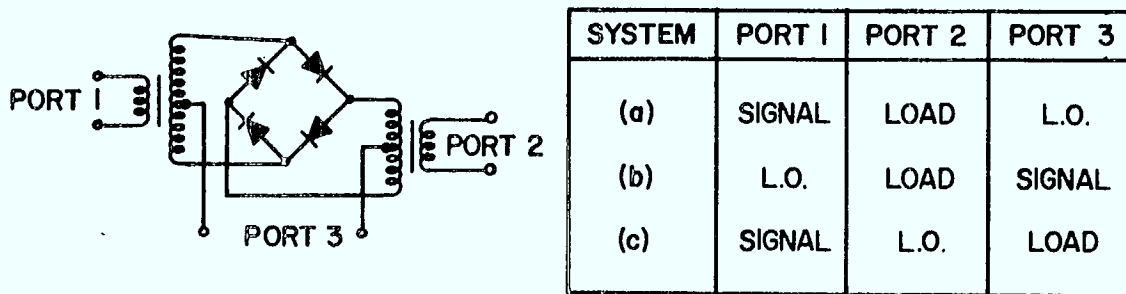 PORT 1
PORT 2
PORT 3
SYSTEM PORT 1 PORT 2 PORT 3
(a) SIGNAL LOAD L.O.
(b) L.O. LOAD SIGNAL
(c) SIGNAL L.O. LOAD